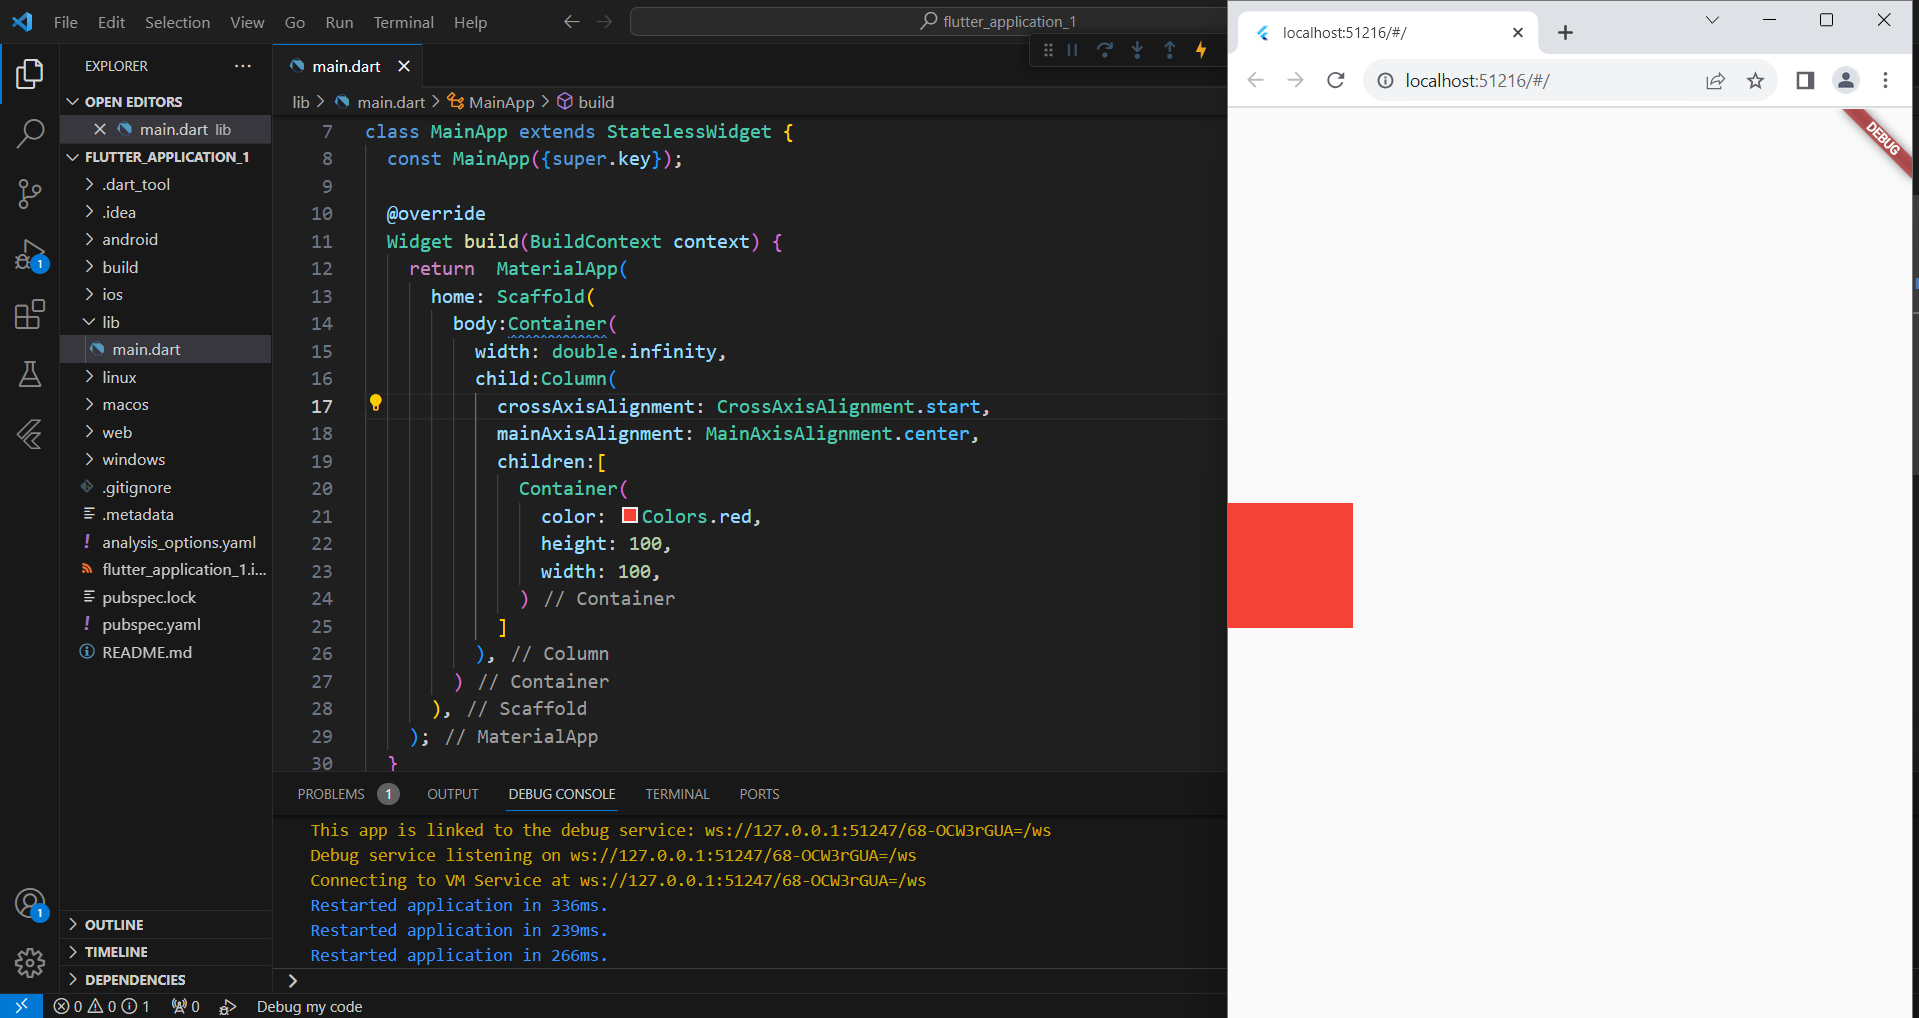 File Edit Selection View Go Run Terminal Help
flutter_application_1
EXPLORER
OPEN EDITORS
main.dart lib
FLUTTER_APPLICATION_1
.dart_tool
.idea
android
build
ios
lib
main.dart
linux
macos
web
windows
.gitignore
.metadata
analysis_options.yaml
flutter_application_1.i...
pubspec.lock
pubspec.yaml
README.md
OUTLINE
TIMELINE
DEPENDENCIES
1
1
main.dart
lib > main.dart > MainApp > build
7 class MainApp extends StatelessWidget {
8 const MainApp({super.key});
9
10 @override
11 Widget build(BuildContext context) {
12 return  MaterialApp(
13 home: Scaffold(
14 body:Container(
15 width: double.infinity,
16 child:Column(
17 crossAxisAlignment: CrossAxisAlignment.start,
18 mainAxisAlignment: MainAxisAlignment.center,
19 children:[
20 Container(
21 color: Colors.red,
22 height: 100,
23 width: 100,
24 ) // Container
25 ]
26 ), // Column
27 ) // Container
28 ), // Scaffold
29 ); // MaterialApp
30 }
PROBLEMS 1 OUTPUT DEBUG CONSOLE TERMINAL PORTS
This app is linked to the debug service: ws://127.0.0.1:51247/68-OCW3rGUA=/ws
Debug service listening on ws://127.0.0.1:51247/68-OCW3rGUA=/ws
Connecting to VM Service at ws://127.0.0.1:51247/68-OCW3rGUA=/ws
Restarted application in 336ms.
Restarted application in 239ms.
Restarted application in 266ms.
0 0 1 0 Debug my code
localhost:51216/#/
localhost:51216/#/
DEBUG